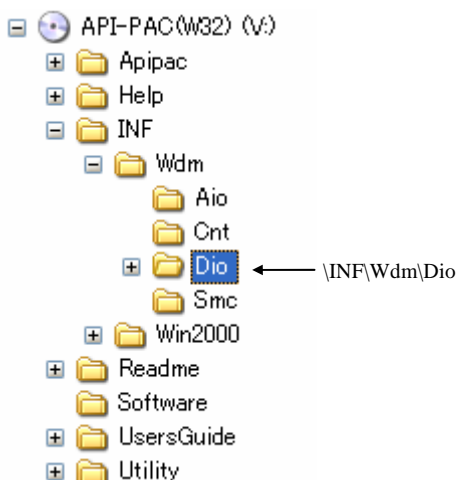 API-PAC(W32) (V:)
Apipac
Help
INF
Wdm
Aio
Cnt
Dio
\INF\Wdm\Dio
Smc
Win2000
Readme
Software
UsersGuide
Utility